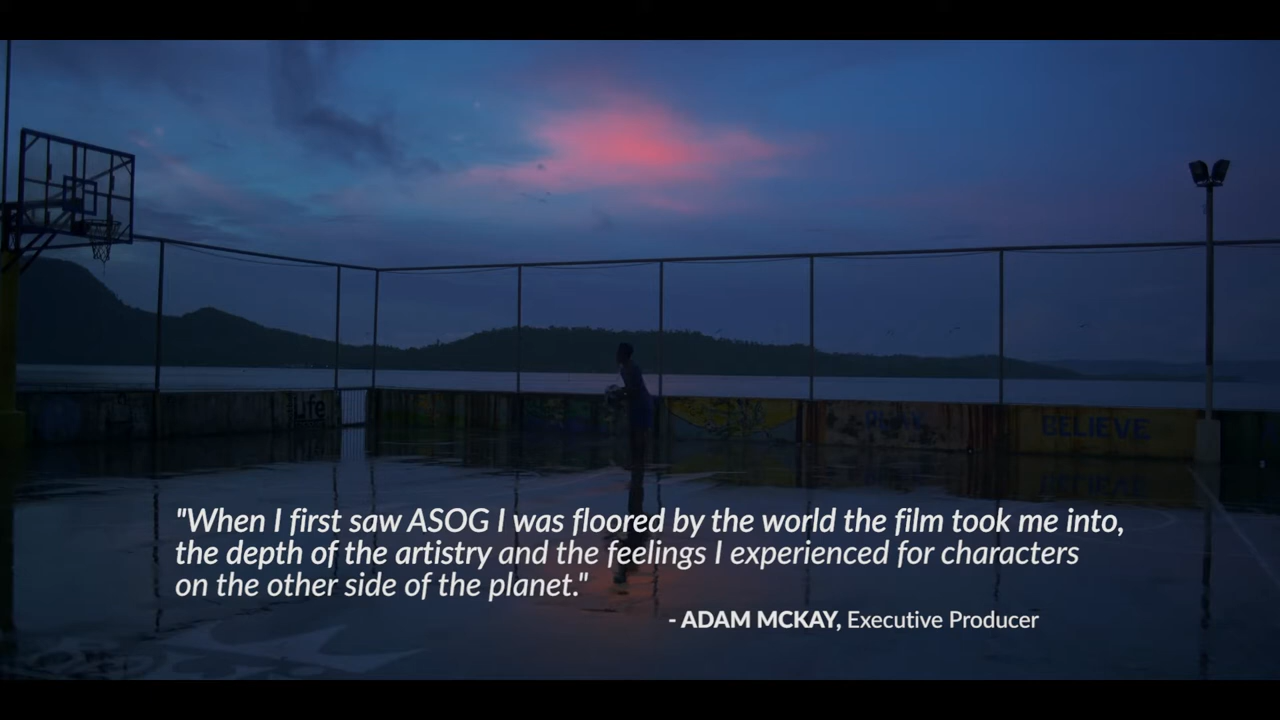 Life
BELIEVE
"When I first saw ASOG I was floored by the world the film took me into,
the depth of the artistry and the feelings I experienced for characters
on the other side of the planet."
- ADAM MCKAY, Executive Producer